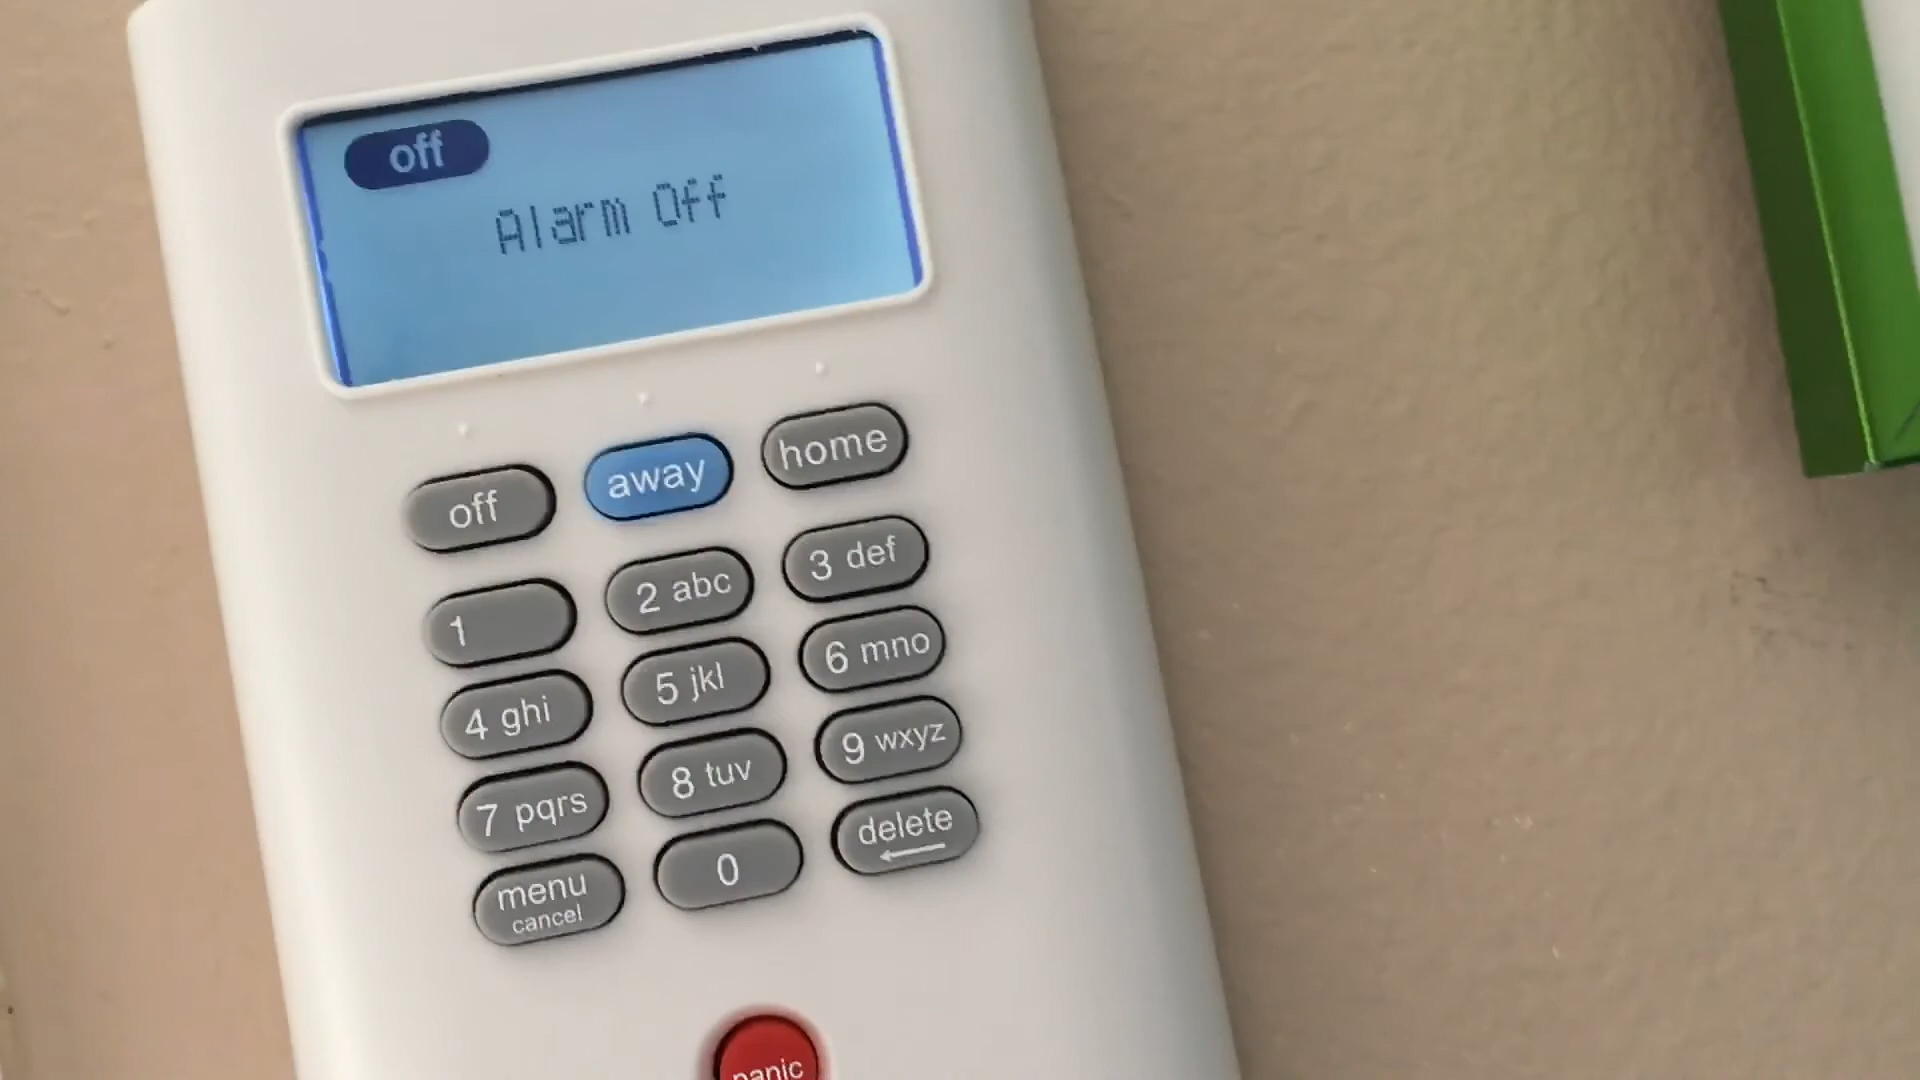 off
Alarm Off
off away home
1 2 abc 3 def
4 ghi 5 jkl 6 mno
7 pqrs 8 tuv 9 wxyz
menu 0 delete
cancel
panic